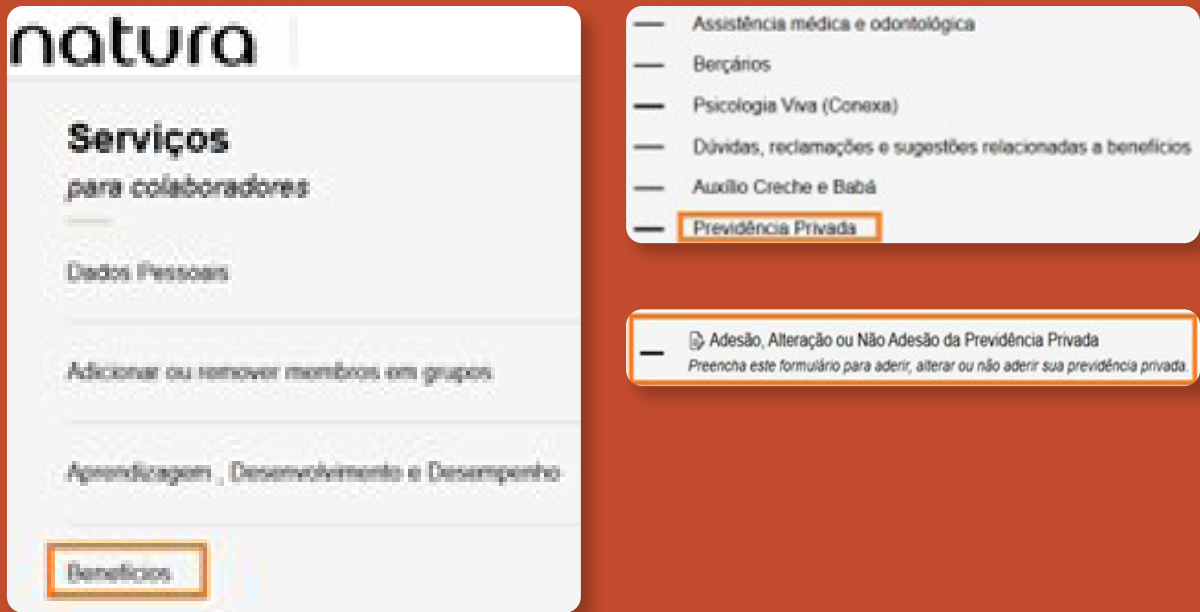 natura
Serviços
para colaboradores
Dados Pessoais
Adicionar ou remover membros em grupos
Aprendizagem , Desenvolvimento e Desempenho
Benefícios
Assistência médica e odontológica
Berçários
Psicologia Viva (Conexa)
Dúvidas, reclamações e sugestões relacionadas a benefícios
Auxílio Creche e Babá
Previdência Privada
Adesão, Alteração ou Não Adesão da Previdência Privada
Preencha este formulário para aderir, alterar ou não aderir sua previdência privada.